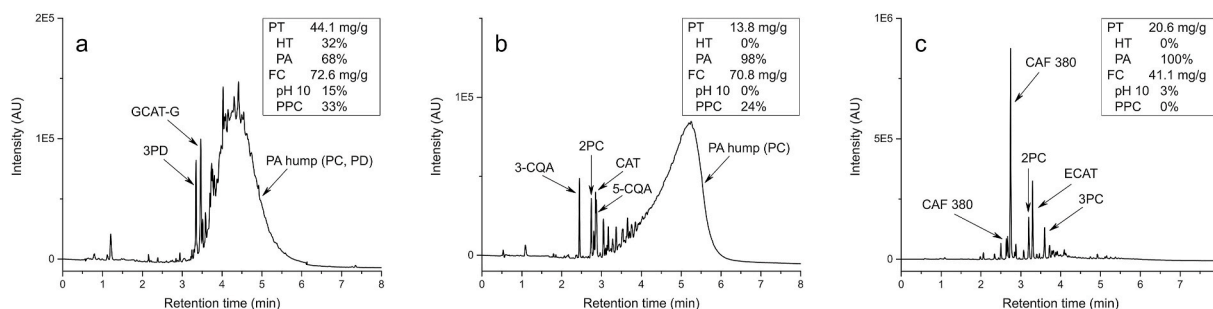 a
2E5
1E5
0
Intensity (AU)
PT 44.1 mg/g
HT 32%
PA 68%
FC 72.6 mg/g
pH 10 15%
PPC 33%
GCAT-G
3PD
PA hump (PC, PD)
0 1 2 3 4 5 6 7 8
Retention time (min)
b
1E5
0
Intensity (AU)
PT 13.8 mg/g
HT 0%
PA 98%
FC 70.8 mg/g
pH 10 0%
PPC 24%
2PC
3-CQA
CAT
5-CQA
PA hump (PC)
0 1 2 3 4 5 6 7 8
Retention time (min)
c
1E6
5E5
0
Intensity (AU)
PT 20.6 mg/g
HT 0%
PA 100%
FC 41.1 mg/g
pH 10 3%
PPC 0%
CAF 380
2PC
ECAT
CAF 380
3PC
0 1 2 3 4 5 6 7
Retention time (min)